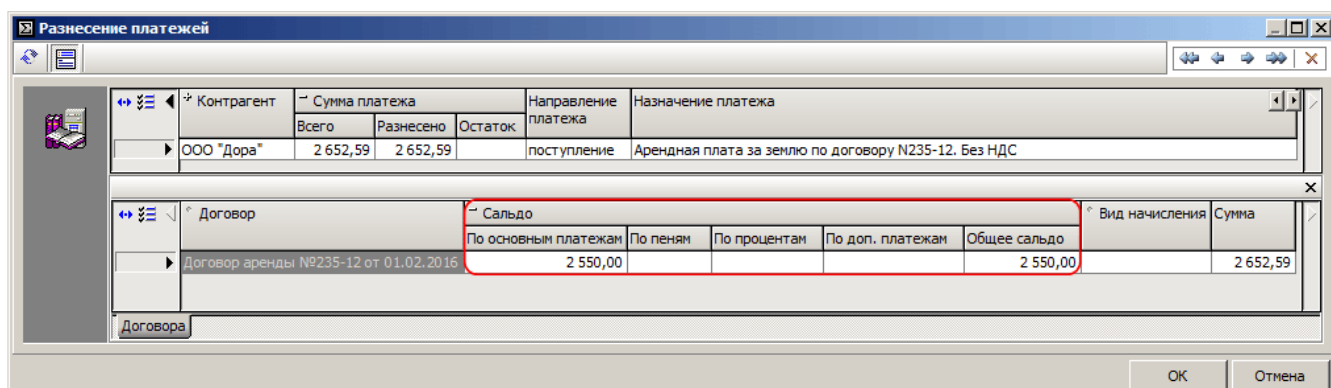 Разнесение платежей
Контрагент Сумма платежа Направление платежа Назначение платежа
Всего Разнесено Остаток
ООО "Дора" 2 652,59 2 652,59 поступление Арендная плата за землю по договору N235-12. Без НДС
Договор Сальдо Вид начисления Сумма
По основным платежам По пеням По процентам По доп. платежам Общее сальдо
Договор аренды №235-12 от 01.02.2016 2 550,00 2 550,00 2 652,59
Договора
ОК Отмена